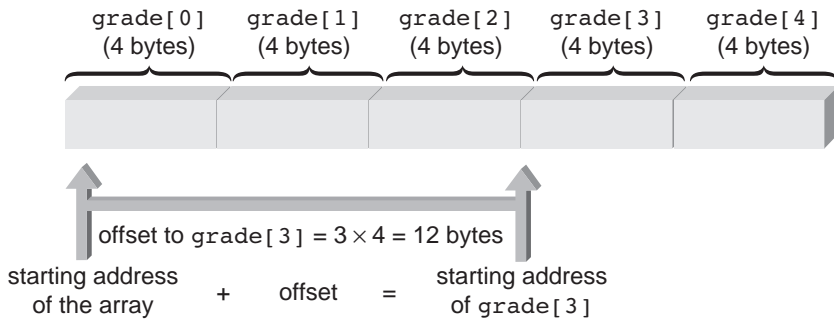 grade[0] grade[1] grade[2] grade[3] grade[4]
(4 bytes) (4 bytes) (4 bytes) (4 bytes) (4 bytes)
offset to grade[3] = 3 × 4 = 12 bytes
starting address starting address
of the array + offset = of grade[3]